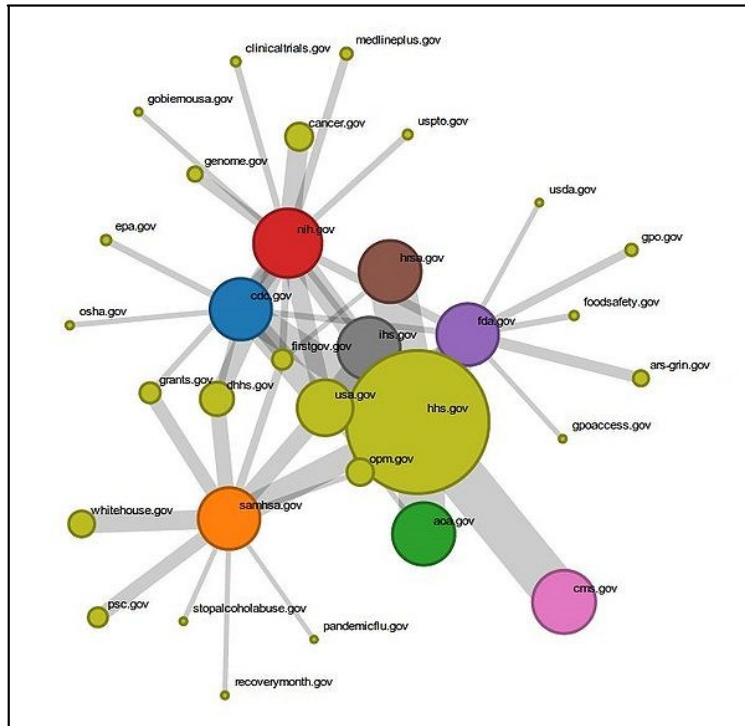 clinicaltrials.gov
medlineplus.gov
gobiernousa.gov
cancer.gov
uspto.gov
genome.gov
usda.gov
epa.gov
nih.gov
gpo.gov
hrsa.gov
cdc.gov
foodsafety.gov
osha.gov
fda.gov
ihs.gov
firstgov.gov
ars-grin.gov
grants.gov
dhhs.gov
usa.gov
hhs.gov
gpoaccess.gov
opm.gov
whitehouse.gov
samhsa.gov
aoa.gov
cms.gov
psc.gov
stopalcoholabuse.gov
pandemicflu.gov
recoverymonth.gov